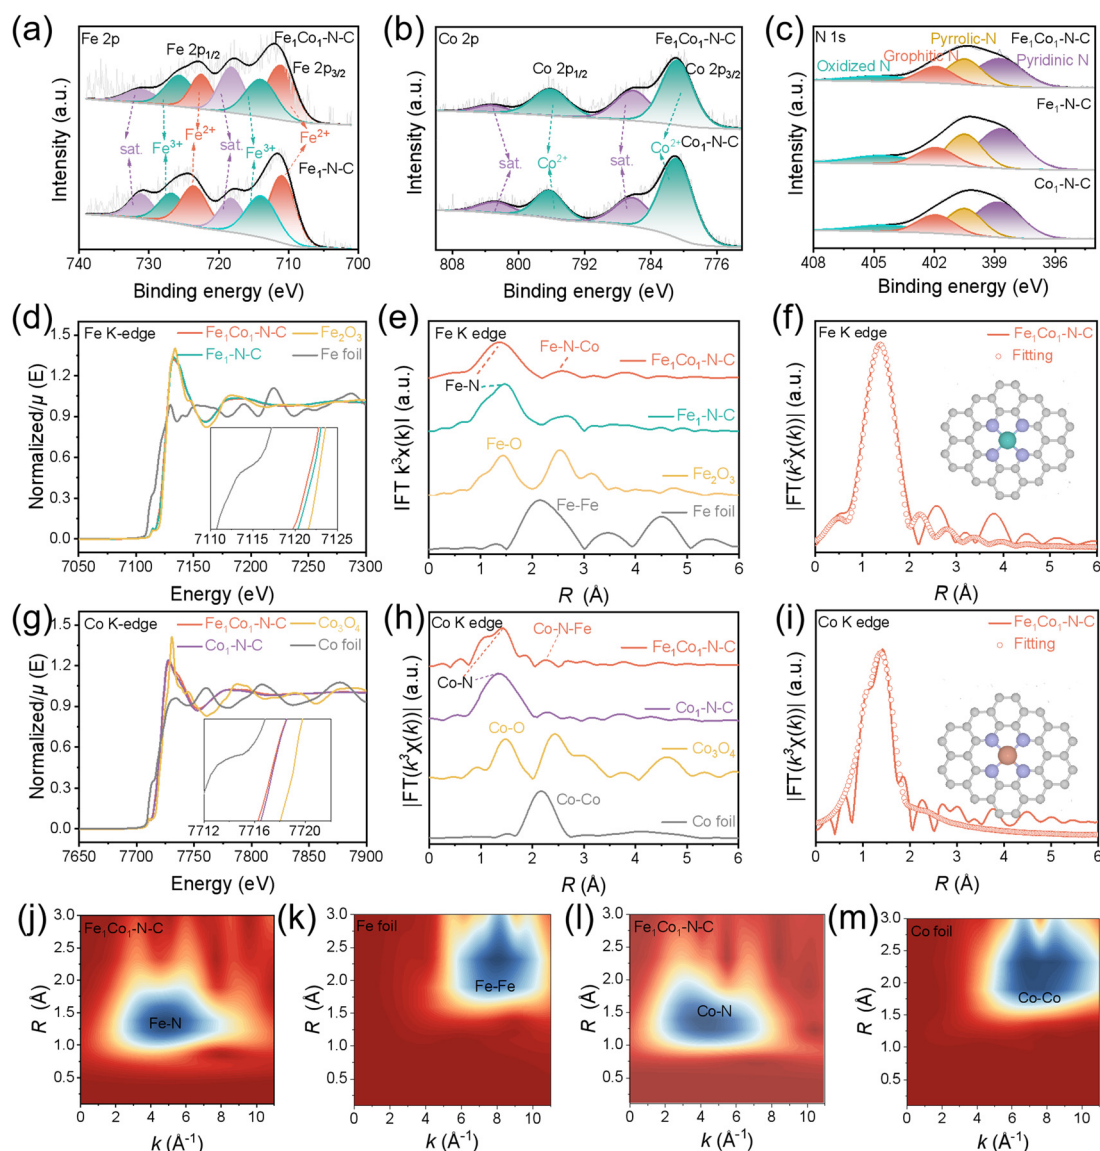 (a)
Fe 2p
Fe 2p1/2
Fe₁Co₁-N-C
Fe 2p3/2
sat.
Fe³⁺
Fe²⁺
sat.
Fe³⁺
Fe²⁺
Fe₁-N-C
Intensity (a.u.)
740 730 720 710 700
Binding energy (eV)
(b)
Co 2p
Fe₁Co₁-N-C
Co 2p1/2
Co 2p3/2
sat.
Co²⁺
sat.
Co²⁺
Co₁-N-C
Intensity (a.u.)
808 800 792 784 776
Binding energy (eV)
(c)
N 1s
Pyrrolic-N
Fe₁Co₁-N-C
Oxidized N
Grophitic N
Pyridinic N
Fe₁-N-C
Co₁-N-C
Intensity (a.u.)
408 405 402 399 396
Binding energy (eV)
(d)
Fe K-edge
Fe₁Co₁-N-C
Fe₂O₃
Fe₁-N-C
Fe foil
Normalized/μ (E)
1.5
1.2
0.9
0.6
0.3
0.0
7110 7115 7120 7125
7050 7100 7150 7200 7250 7300
Energy (eV)
(e)
Fe K edge
Fe-N-Co
Fe₁Co₁-N-C
Fe-N
Fe₁-N-C
Fe-O
Fe₂O₃
Fe-Fe
Fe foil
IFT k³χ(k)| (a.u.)
0 1 2 3 4 5 6
R (Å)
(f)
Fe K edge
Fe₁Co₁-N-C
Fitting
|FT(k³χ(k))| (a.u.)
0 1 2 3 4 5 6
R (Å)
(g)
Co K-edge
Fe₁Co₁-N-C
Co₃O₄
Co₁-N-C
Co foil
Normalized/μ (E)
1.5
1.2
0.9
0.6
0.3
0.0
7712 7716 7720
7650 7700 7750 7800 7850 7900
Energy (eV)
(h)
Co K edge
Co-N-Fe
Fe₁Co₁-N-C
Co-N
Co₁-N-C
Co-O
Co₃O₄
Co-Co
Co foil
|FT(k³χ(k))| (a.u.)
0 1 2 3 4 5 6
R (Å)
(i)
Co K edge
Fe₁Co₁-N-C
Fitting
|FT(k³χ(k))| (a.u.)
0 1 2 3 4 5 6
R (Å)
(j)
Fe₁Co₁-N-C
Fe-N
R (Å)
3.0
2.5
2.0
1.5
1.0
0.5
0 2 4 6 8 10
k (Å⁻¹)
(k)
Fe foil
Fe-Fe
R (Å)
3.0
2.5
2.0
1.5
1.0
0.5
0 2 4 6 8 10
k (Å⁻¹)
(l)
Fe₁Co₁-N-C
Co-N
R (Å)
3.0
2.5
2.0
1.5
1.0
0.5
0 2 4 6 8 10
k (Å⁻¹)
(m)
Co foil
Co-Co
R (Å)
3.0
2.5
2.0
1.5
1.0
0.5
0 2 4 6 8 10
k (Å⁻¹)